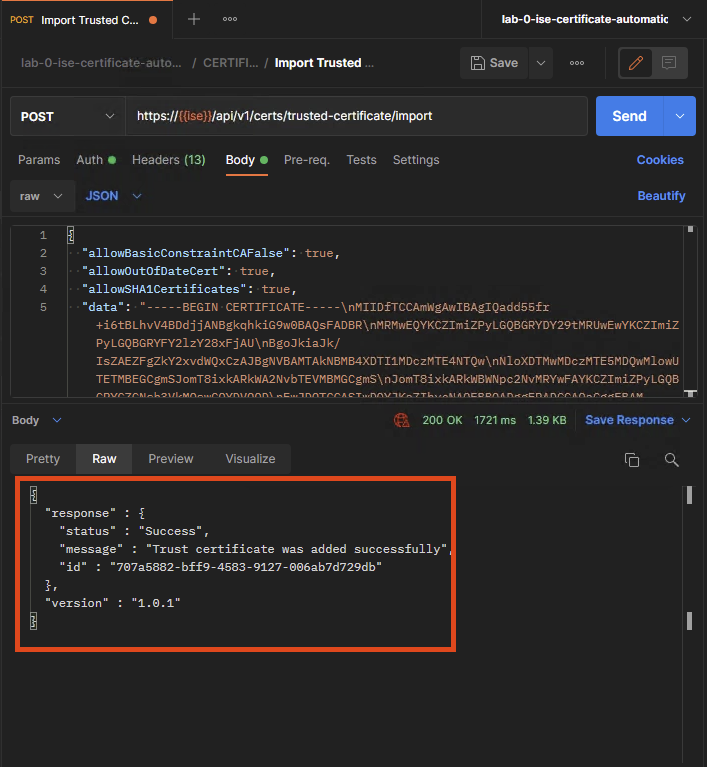 POST Import Trusted C... lab-0-ise-certificate-automatic
lab-0-ise-certificate-auto... / CERTIFI... / Import Trusted ... Save
POST https://{{ise}}/api/v1/certs/trusted-certificate/import Send
Params Auth Headers (13) Body Pre-req. Tests Settings Cookies
raw JSON Beautify
1 {
2 "allowBasicConstraintCAFalse": true,
3 "allowOutOfDateCert": true,
4 "allowSHA1Certificates": true,
5 "data": "-----BEGIN CERTIFICATE-----\nMIIDfTCCAmWgAwIBAgIQadd55fr
+i6tBLhvV4BDdjjANBgkqhkiG9w0BAQsFADBR\nMRMwEQYKCZImiZPyLGQBGRYDY29tMRUwEwYKCZImiZ
PyLGQBGRYFY2lzY28xFjAU\nBgoJkiaJk/
IsZAEZFgZkY2xvdWQxCzAJBgNVBAMTAkNBMB4XDTI1MDczMTE4NTQw\nNloXDTMwMDczMTE5MDQwMlowU
TETMBEGCgmSJomT8ixkARkWA2NvbTEVMBMGCgmS\nJomT8ixkARkWBWNpc2NvMRYwFAYKCZImiZPyLGQB
Body 200 OK 1721 ms 1.39 KB Save Response
Pretty Raw Preview Visualize
{
"response" : {
"status" : "Success",
"message" : "Trust certificate was added successfully",
"id" : "707a5882-bff9-4583-9127-006ab7d729db"
},
"version" : "1.0.1"
}